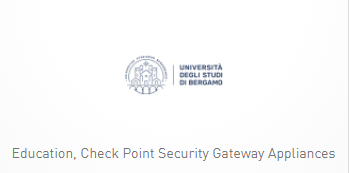 UNIVERSITÀ
DEGLI STUDI
DI BERGAMO
Education, Check Point Security Gateway Appliances